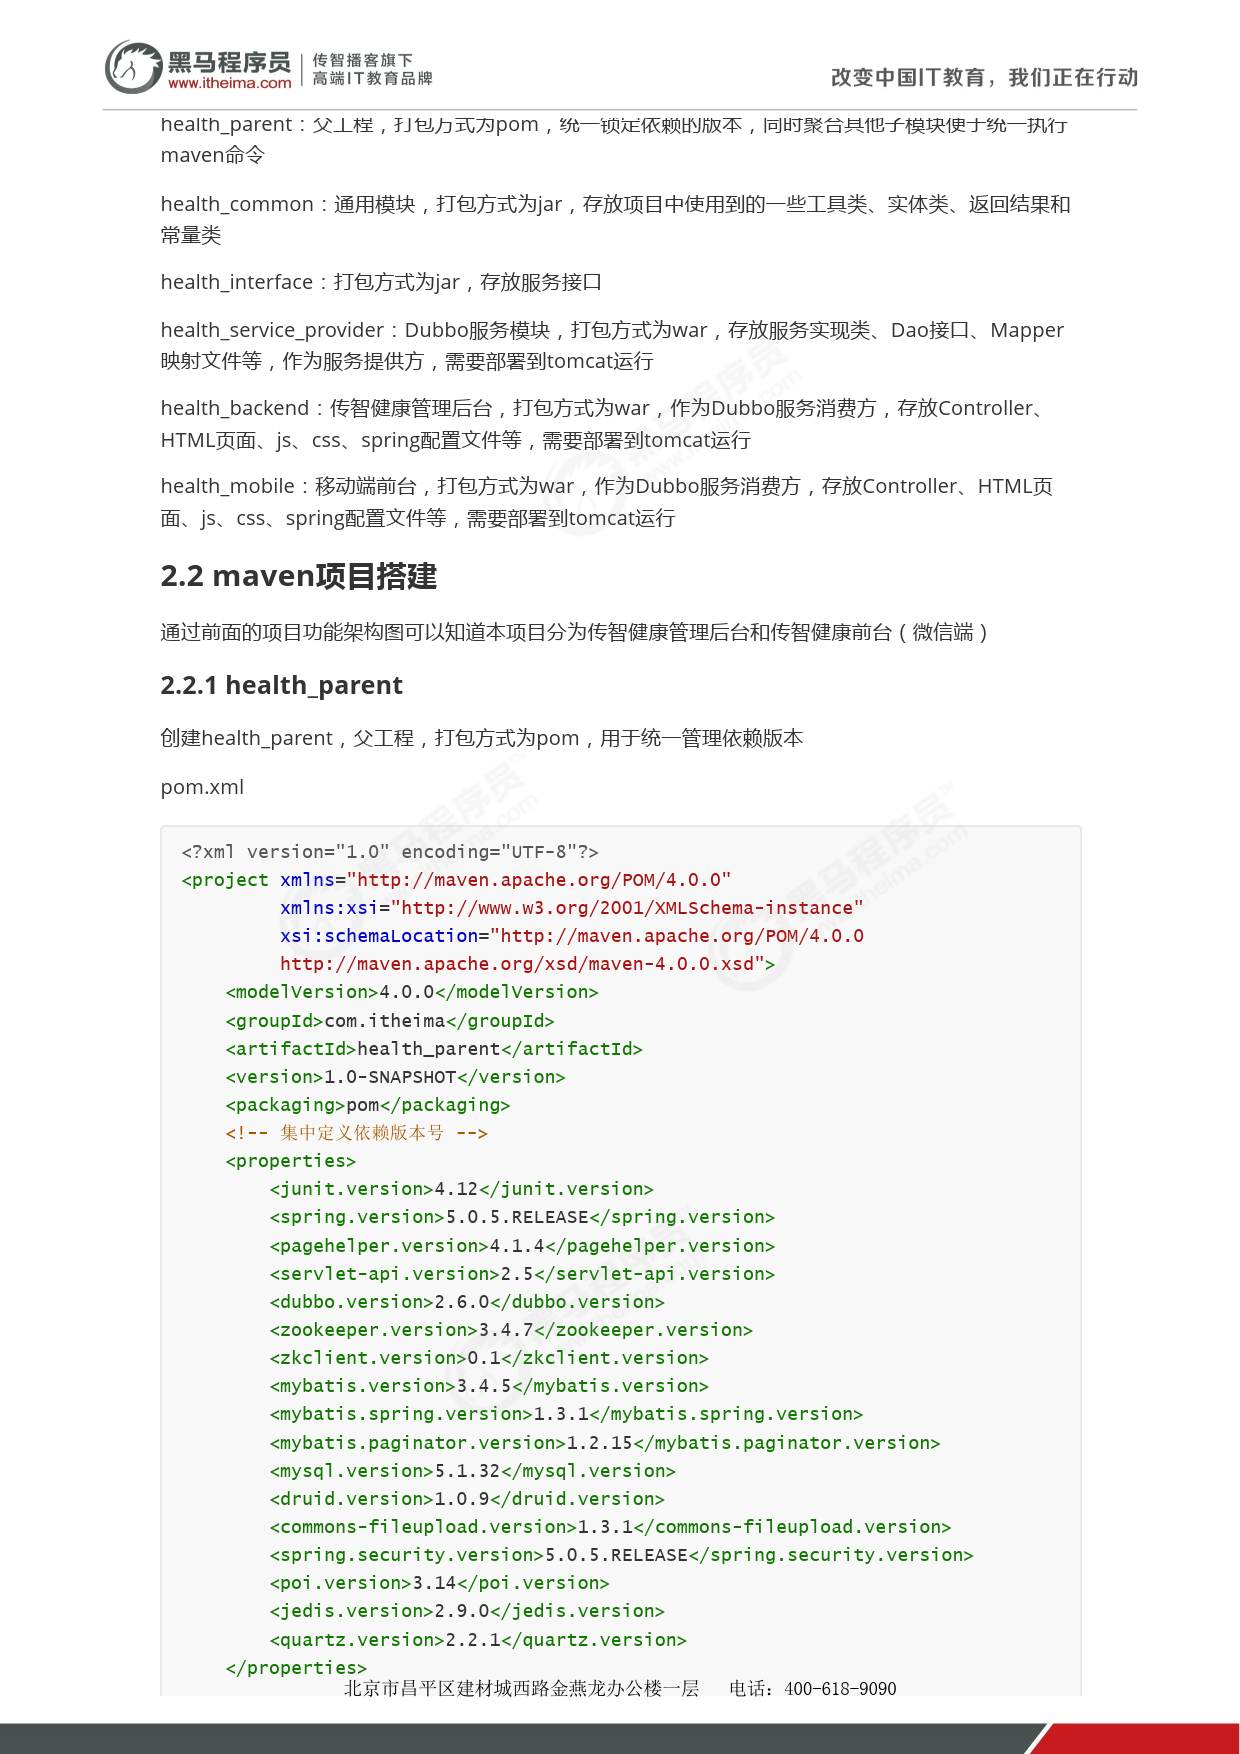 黑马程序员 传智播客旗下
www.itheima.com 高端IT教育品牌
改变中国IT教育，我们正在行动
health_parent：父工程，打包方式为pom，统一锁定依赖的版本，同时聚合其他子模块便于统一执行
maven命令
health_common：通用模块，打包方式为jar，存放项目中使用到的一些工具类、实体类、返回结果和
常量类
health_interface：打包方式为jar，存放服务接口
health_service_provider：Dubbo服务模块，打包方式为war，存放服务实现类、Dao接口、Mapper
映射文件等，作为服务提供方，需要部署到tomcat运行
health_backend：传智健康管理后台，打包方式为war，作为Dubbo服务消费方，存放Controller、
HTML页面、js、css、spring配置文件等，需要部署到tomcat运行
health_mobile：移动端前台，打包方式为war，作为Dubbo服务消费方，存放Controller、HTML页
面、js、css、spring配置文件等，需要部署到tomcat运行
2.2 maven项目搭建
通过前面的项目功能架构图可以知道本项目分为传智健康管理后台和传智健康前台（微信端）
2.2.1 health_parent
创建health_parent，父工程，打包方式为pom，用于统一管理依赖版本
pom.xml
<?xml version="1.0" encoding="UTF-8"?>
<project xmlns="http://maven.apache.org/POM/4.0.0"
         xmlns:xsi="http://www.w3.org/2001/XMLSchema-instance"
         xsi:schemaLocation="http://maven.apache.org/POM/4.0.0
         http://maven.apache.org/xsd/maven-4.0.0.xsd">
    <modelVersion>4.0.0</modelVersion>
    <groupId>com.itheima</groupId>
    <artifactId>health_parent</artifactId>
    <version>1.0-SNAPSHOT</version>
    <packaging>pom</packaging>
    <!-- 集中定义依赖版本号 -->
    <properties>
        <junit.version>4.12</junit.version>
        <spring.version>5.0.5.RELEASE</spring.version>
        <pagehelper.version>4.1.4</pagehelper.version>
        <servlet-api.version>2.5</servlet-api.version>
        <dubbo.version>2.6.0</dubbo.version>
        <zookeeper.version>3.4.7</zookeeper.version>
        <zkclient.version>0.1</zkclient.version>
        <mybatis.version>3.4.5</mybatis.version>
        <mybatis.spring.version>1.3.1</mybatis.spring.version>
        <mybatis.paginator.version>1.2.15</mybatis.paginator.version>
        <mysql.version>5.1.32</mysql.version>
        <druid.version>1.0.9</druid.version>
        <commons-fileupload.version>1.3.1</commons-fileupload.version>
        <spring.security.version>5.0.5.RELEASE</spring.security.version>
        <poi.version>3.14</poi.version>
        <jedis.version>2.9.0</jedis.version>
        <quartz.version>2.2.1</quartz.version>
    </properties>
北京市昌平区建材城西路金燕龙办公楼一层 电话：400-618-9090